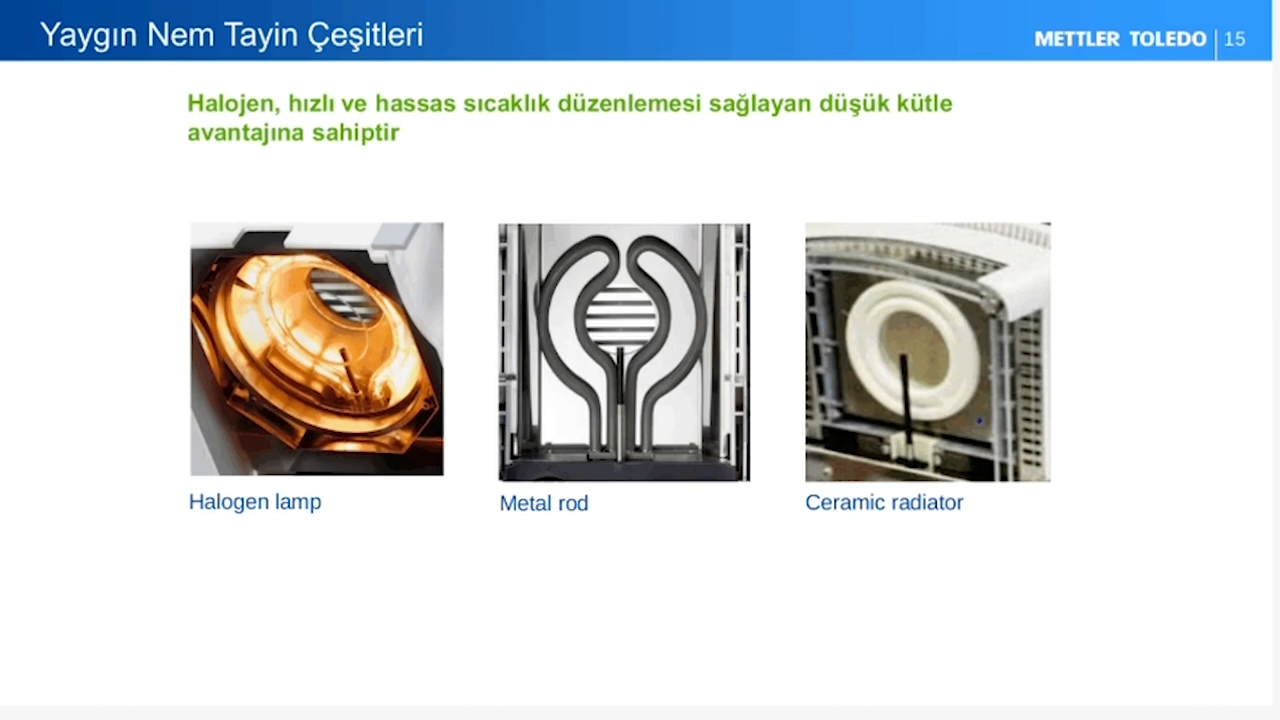 Yaygın Nem Tayin Çeşitleri
METTLER TOLEDO 15
Halojen, hızlı ve hassas sıcaklık düzenlemesi sağlayan düşük kütle
avantajına sahiptir
Halogen lamp
Metal rod
Ceramic radiator